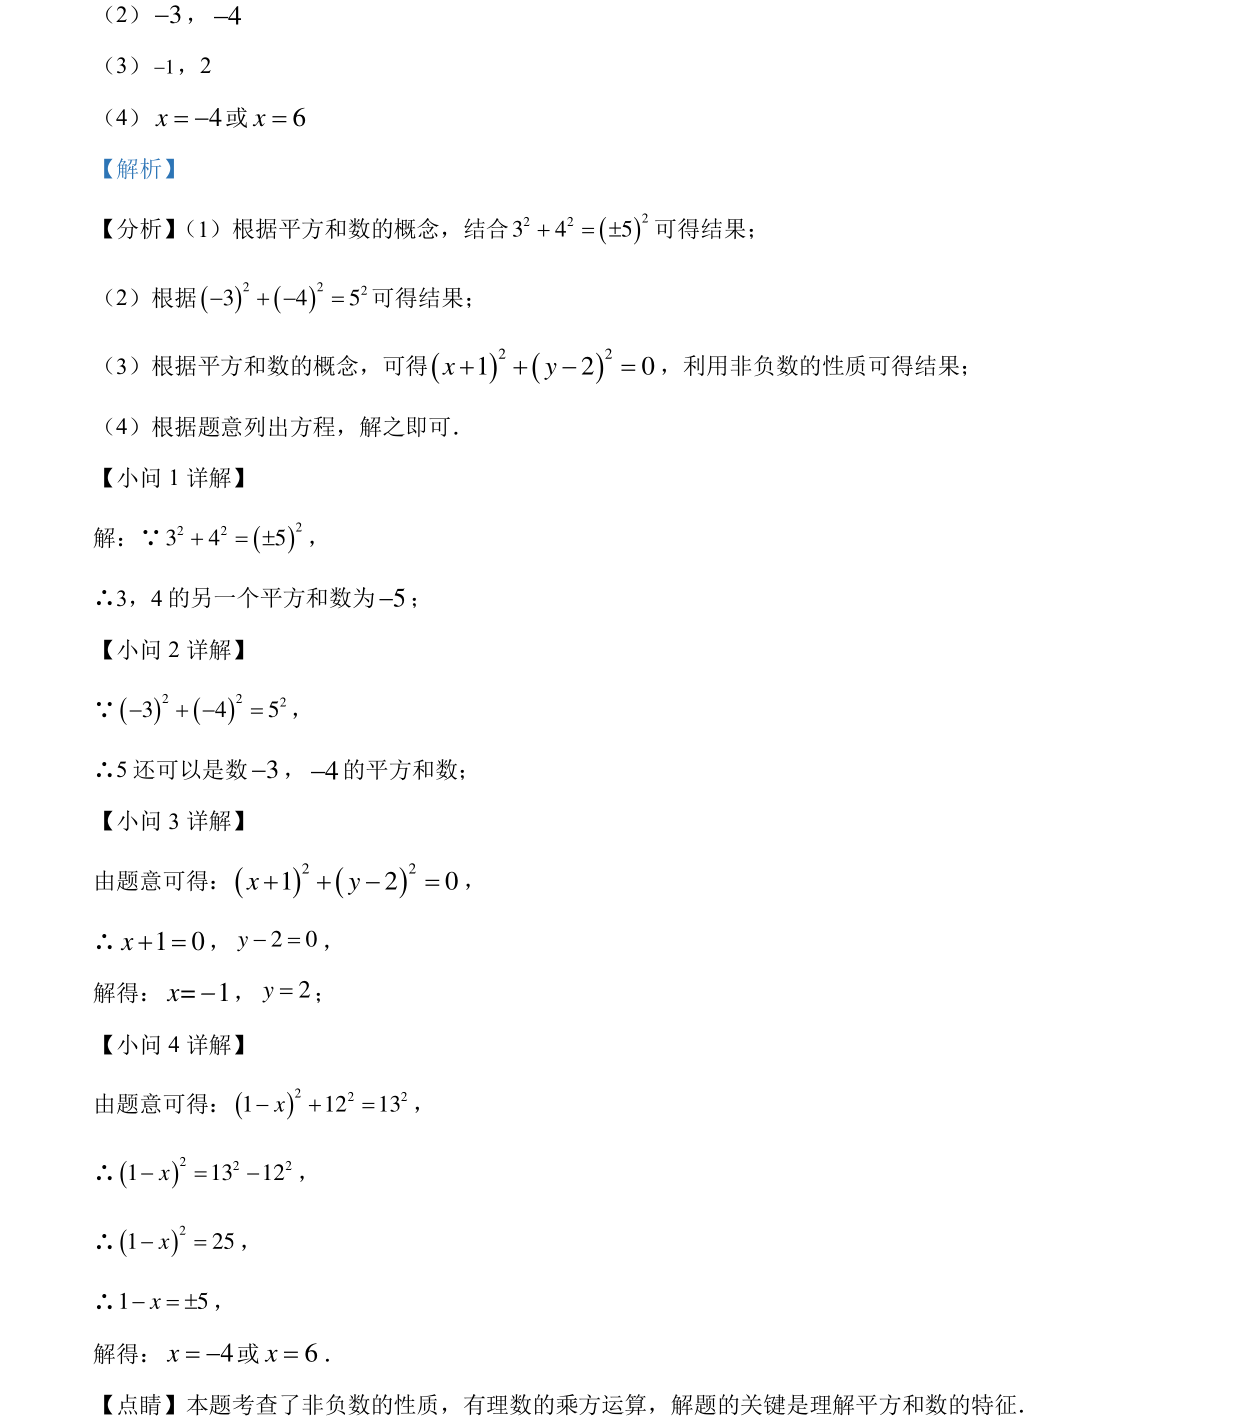 （2）−3，−4
（3）−1，2
（4）x = −4或 x = 6
【解析】
【分析】（1）根据平方和数的概念，结合3² + 4² = (±5)²可得结果；
（2）根据(−3)² + (−4)² = 5²可得结果；
（3）根据平方和数的概念，可得(x+1)² + (y−2)² = 0，利用非负数的性质可得结果；
（4）根据题意列出方程，解之即可．
【小问 1 详解】
解：∵3² + 4² = (±5)²，
∴3，4 的另一个平方和数为−5；
【小问 2 详解】
∵(−3)² + (−4)² = 5²，
∴5 还可以是数−3，−4的平方和数；
【小问 3 详解】
由题意可得：(x+1)² + (y−2)² = 0，
∴x+1=0，y−2=0，
解得：x=−1，y=2；
【小问 4 详解】
由题意可得：(1−x)² +12² =13²，
∴(1−x)² =13² −12²，
∴(1−x)² = 25，
∴1−x = ±5，
解得：x = −4或 x = 6．
【点睛】本题考查了非负数的性质，有理数的乘方运算，解题的关键是理解平方和数的特征．